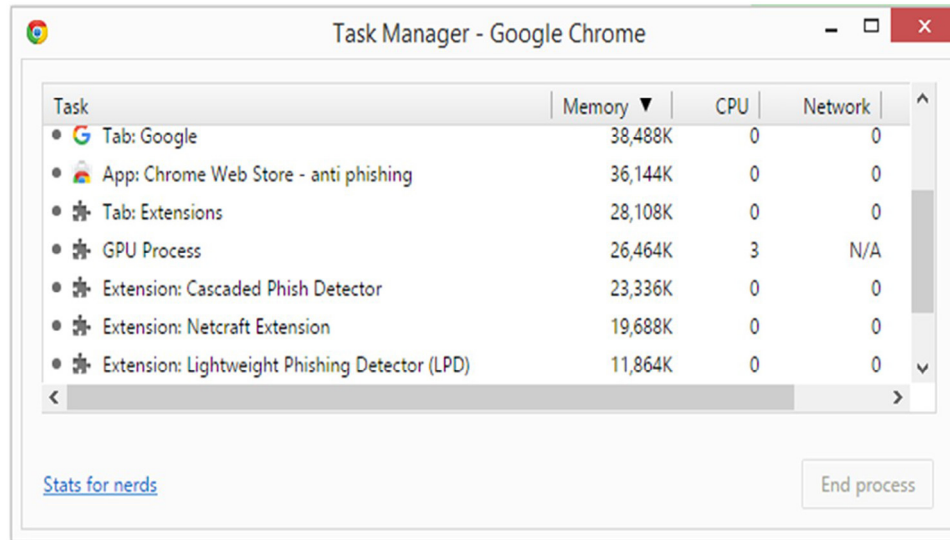 Task Manager - Google Chrome
Task Memory ▼ CPU Network
Tab: Google 38,488K 0 0
App: Chrome Web Store - anti phishing 36,144K 0 0
Tab: Extensions 28,108K 0 0
GPU Process 26,464K 3 N/A
Extension: Cascaded Phish Detector 23,336K 0 0
Extension: Netcraft Extension 19,688K 0 0
Extension: Lightweight Phishing Detector (LPD) 11,864K 0 0
Stats for nerds End process